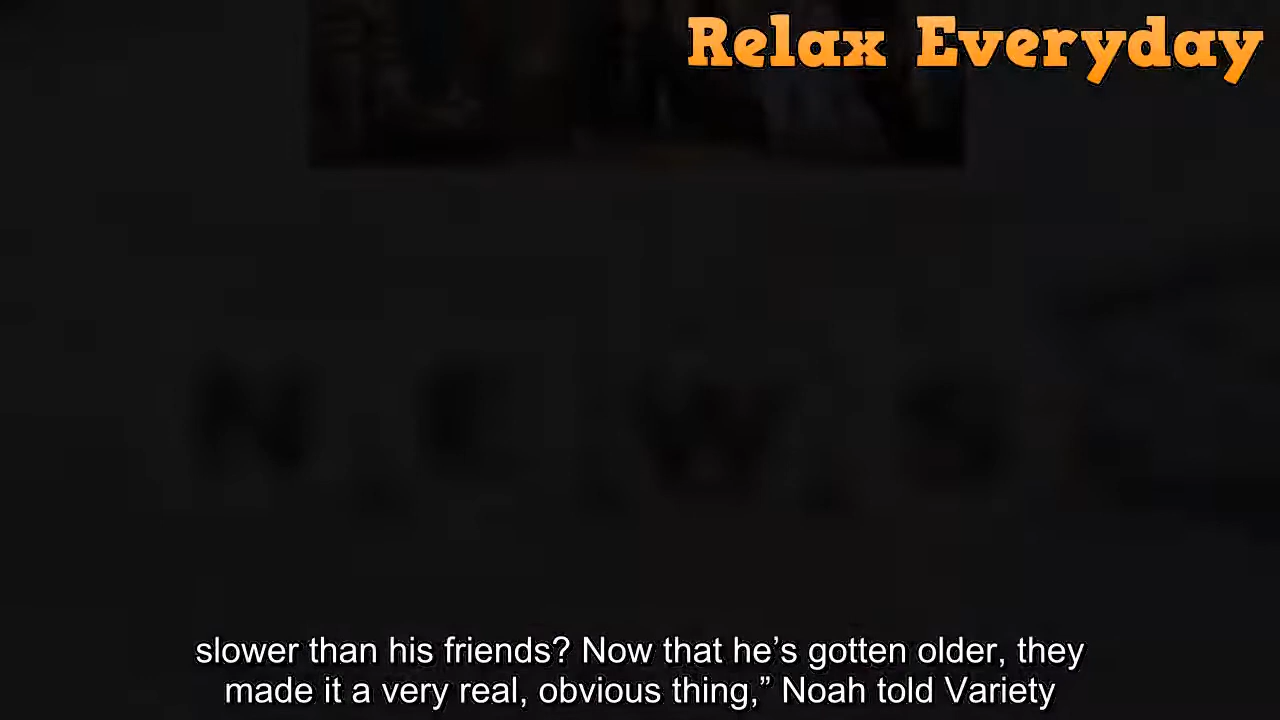 Relax Everyday
NEWS
slower than his friends? Now that he’s gotten older, they
made it a very real, obvious thing,” Noah told Variety